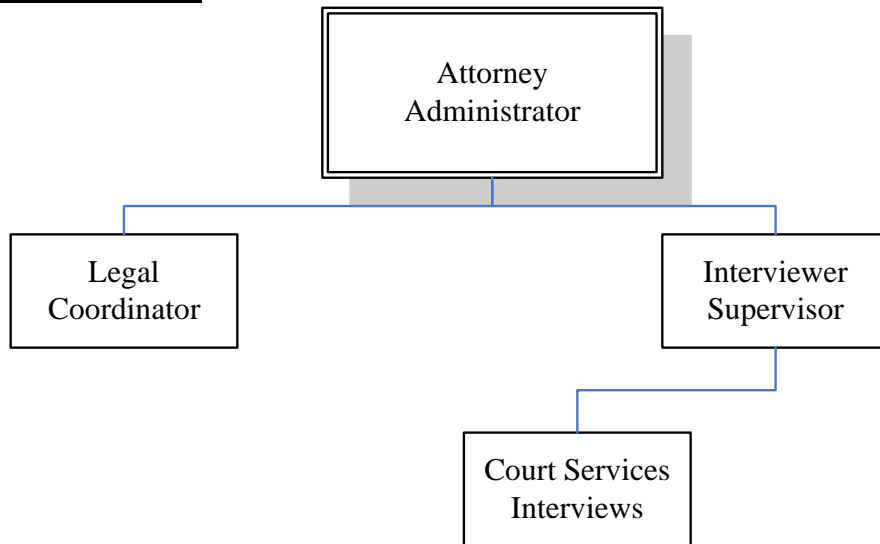 Attorney
Administrator
Legal
Coordinator
Interviewer
Supervisor
Court Services
Interviews